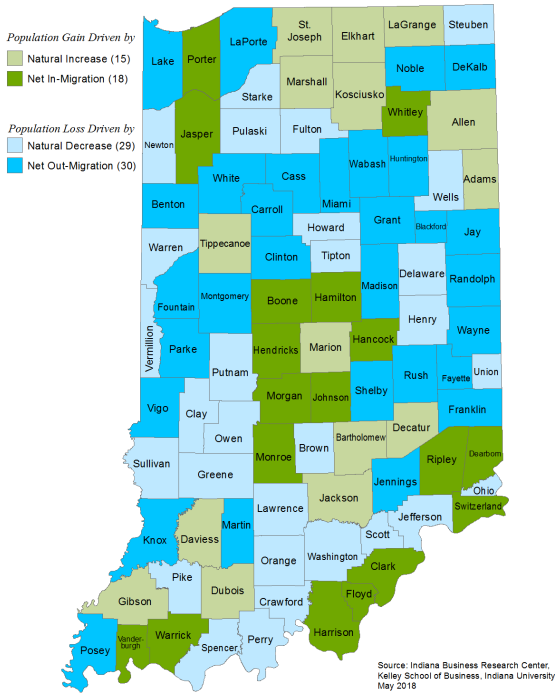 Population Gain Driven by
Natural Increase (15)
Net In-Migration (18)
Population Loss Driven by
Natural Decrease (29)
Net Out-Migration (30)
Lake
Porter
LaPorte
St.
Joseph
Elkhart
LaGrange
Steuben
Noble
DeKalb
Marshall
Kosciusko
Starke
Whitley
Allen
Jasper
Newton
Pulaski
Fulton
Wabash
Huntington
Wells
Adams
White
Cass
Miami
Benton
Carroll
Grant
Blackford
Jay
Howard
Tippecanoe
Warren
Clinton
Tipton
Delaware
Randolph
Madison
Fountain
Montgomery
Boone
Hamilton
Henry
Wayne
Vermillion
Parke
Hendricks
Marion
Hancock
Putnam
Rush
Fayette
Union
Shelby
Morgan
Johnson
Vigo
Clay
Owen
Franklin
Decatur
Bartholomew
Brown
Monroe
Sullivan
Greene
Ripley
Dearborn
Jennings
Ohio
Jackson
Lawrence
Switzerland
Jefferson
Knox
Daviess
Martin
Scott
Washington
Orange
Clark
Pike
Dubois
Gibson
Crawford
Floyd
Harrison
Perry
Spencer
Warrick
Vander-
burgh
Posey
Source: Indiana Business Research Center,
Kelley School of Business, Indiana University
May 2018